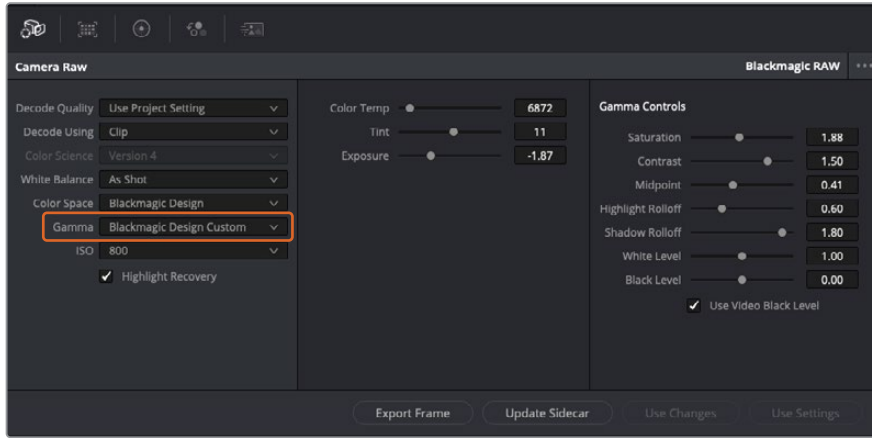 Camera Raw
Blackmagic RAW
Decode Quality Use Project Setting
Decode Using Clip
Color Science Version 4
White Balance As Shot
Color Space Blackmagic Design
Gamma Blackmagic Design Custom
ISO 800
Highlight Recovery
Color Temp 6872
Tint 11
Exposure -1.87
Gamma Controls
Saturation 1.88
Contrast 1.50
Midpoint 0.41
Highlight Rolloff 0.60
Shadow Rolloff 1.80
White Level 1.00
Black Level 0.00
Use Video Black Level
Export Frame
Update Sidecar
Use Changes
Use Settings